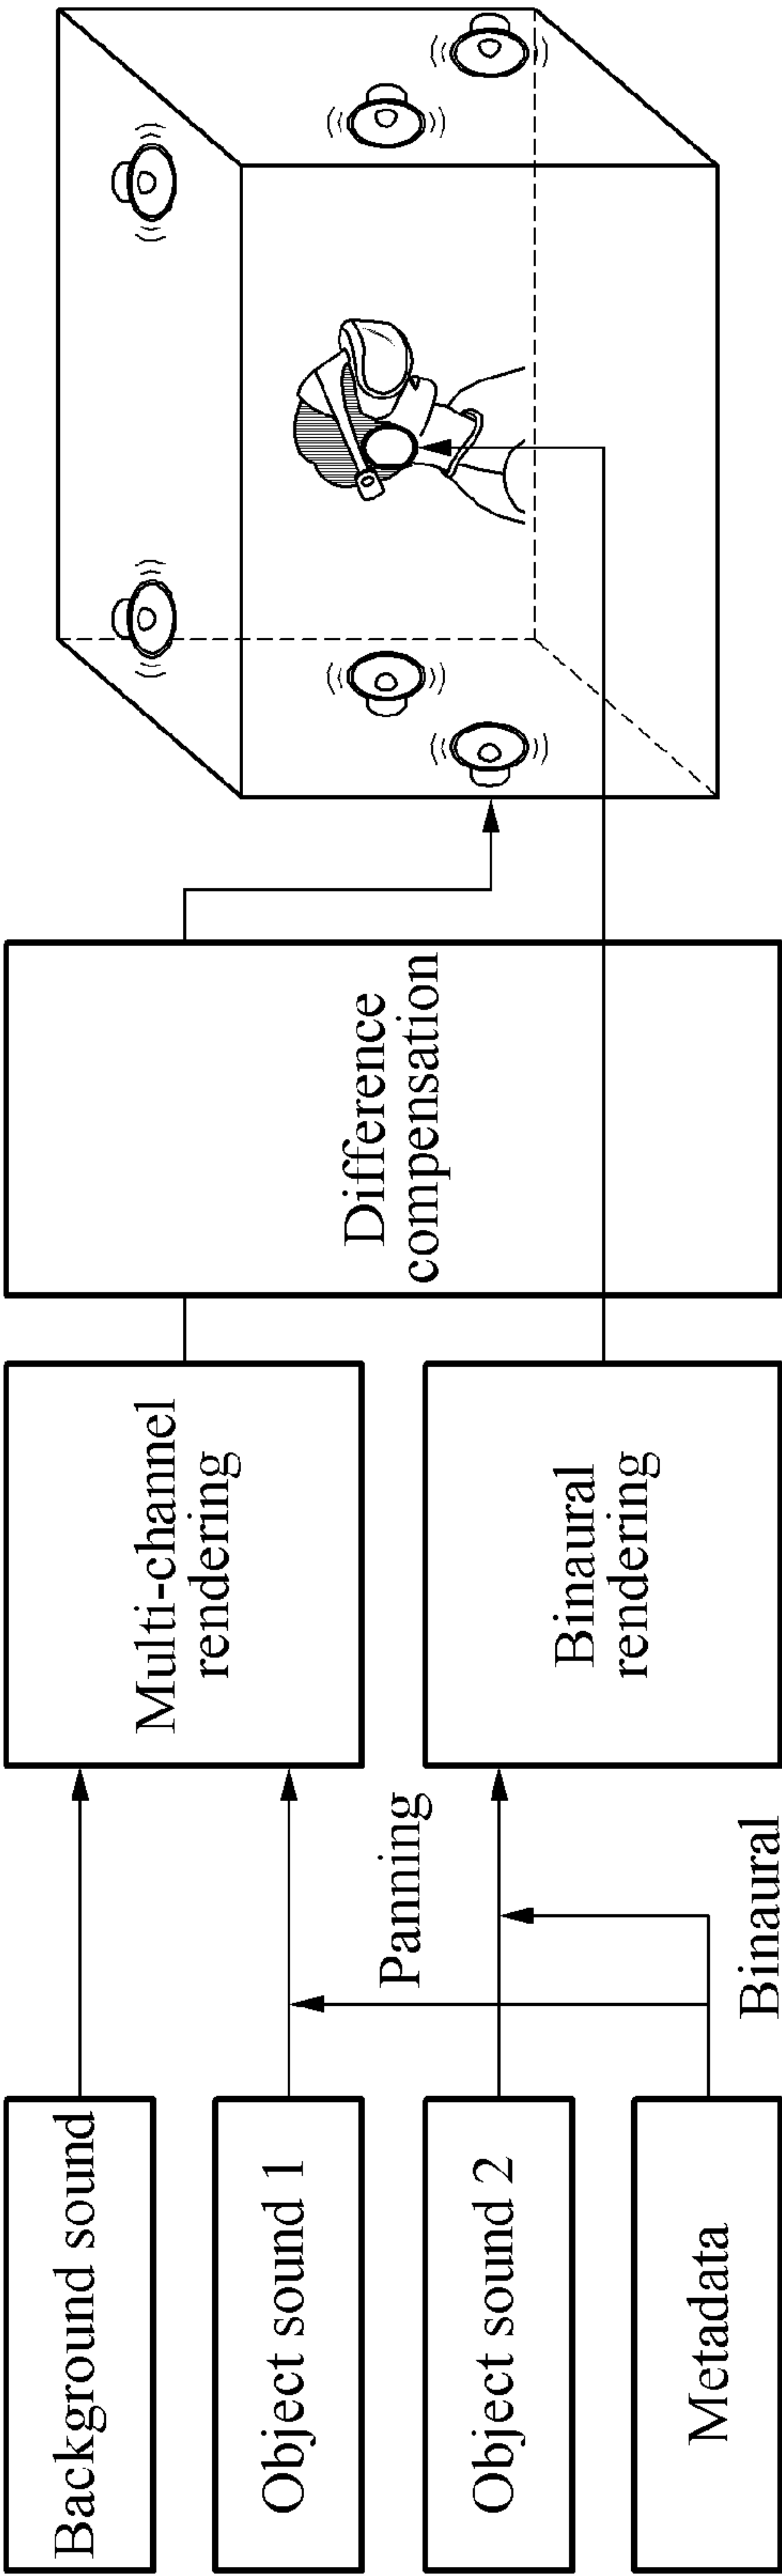 Background sound
Object sound 1
Object sound 2
Metadata
Panning
Binaural
Multi-channel
rendering
Binaural
rendering
Difference
compensation